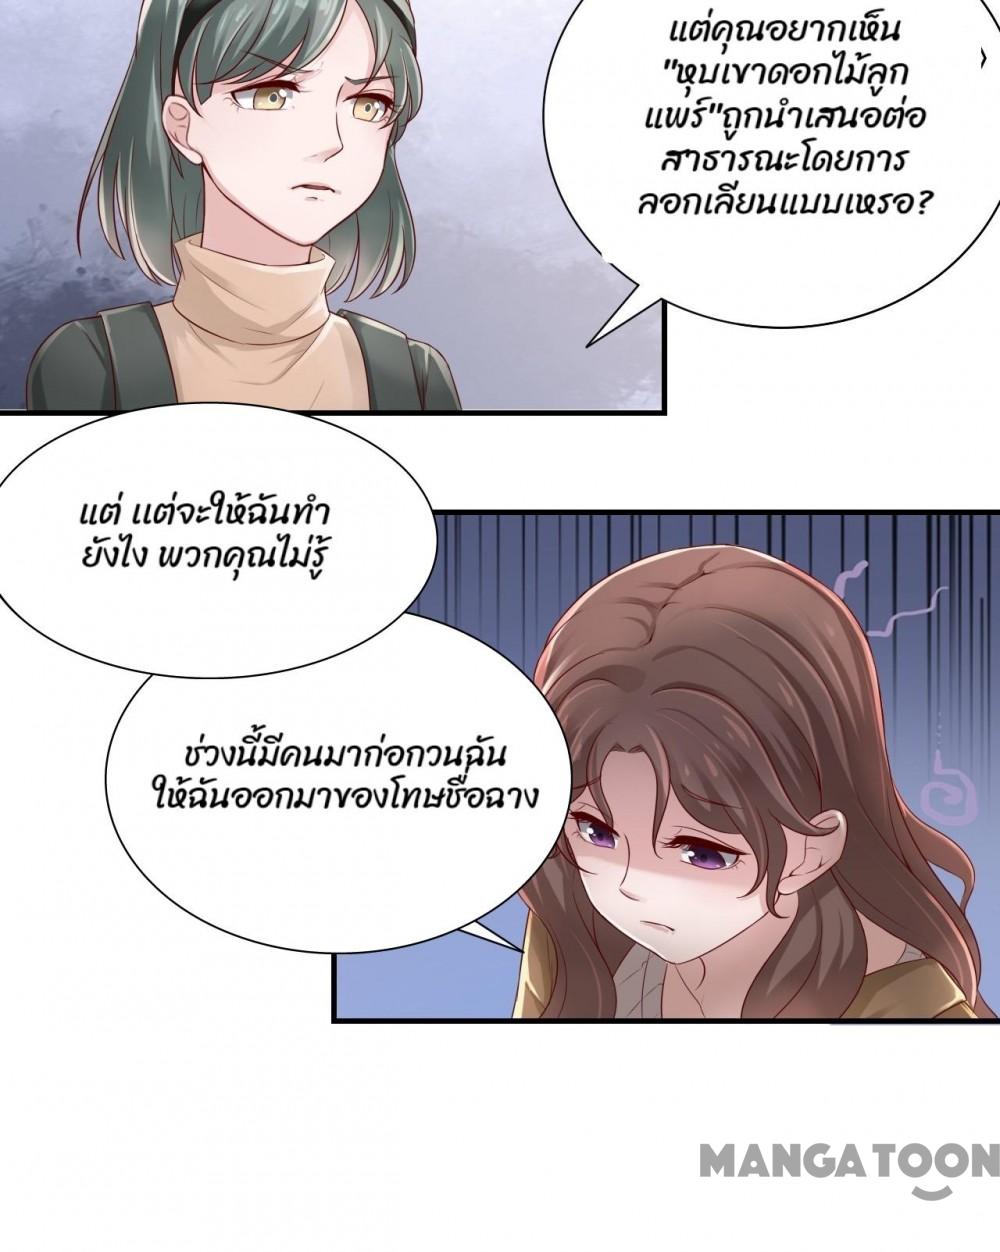 แต่คุณอยากเห็น
"หุบเขาดอกไม้ลูก
แพร์"ถูกนำเสนอต่อ
สาธารณะโดยการ
ลอกเลียนแบบเหรอ?
แต่ แต่จะให้ฉันทำ
ยังไง พวกคุณไม่รู้
ช่วงนี้มีคนมาก่อกวนฉัน
ให้ฉันออกมาของโทษชื่อฉาง
MANGATOON